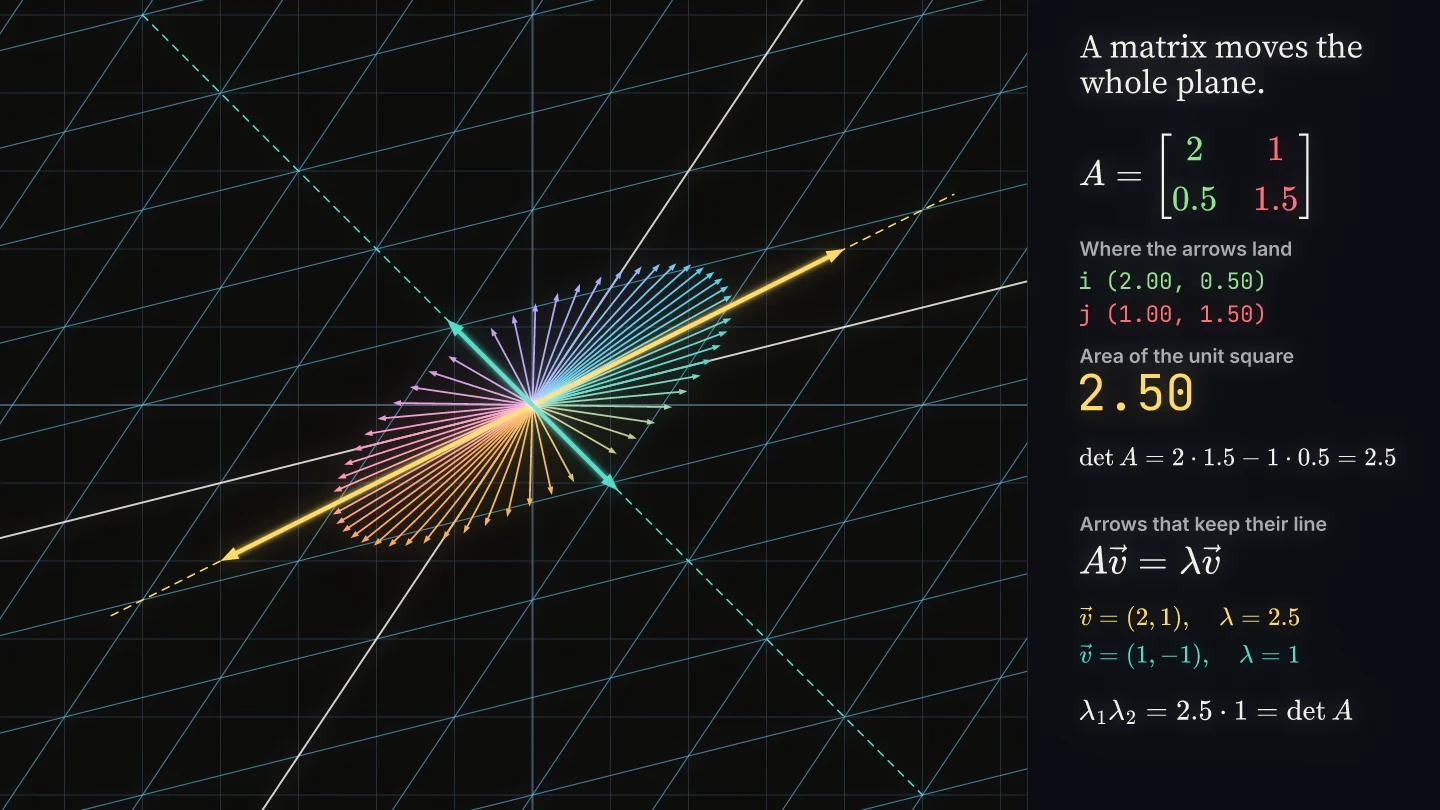 A matrix moves the
whole plane.
A = [2 1
0.5 1.5]
Where the arrows land
i (2.00, 0.50)
j (1.00, 1.50)
Area of the unit square
2.50
det A = 2 · 1.5 − 1 · 0.5 = 2.5
Arrows that keep their line
Av⃗ = λv⃗
v⃗ = (2, 1), λ = 2.5
v⃗ = (1, −1), λ = 1
λ₁λ₂ = 2.5 · 1 = det A